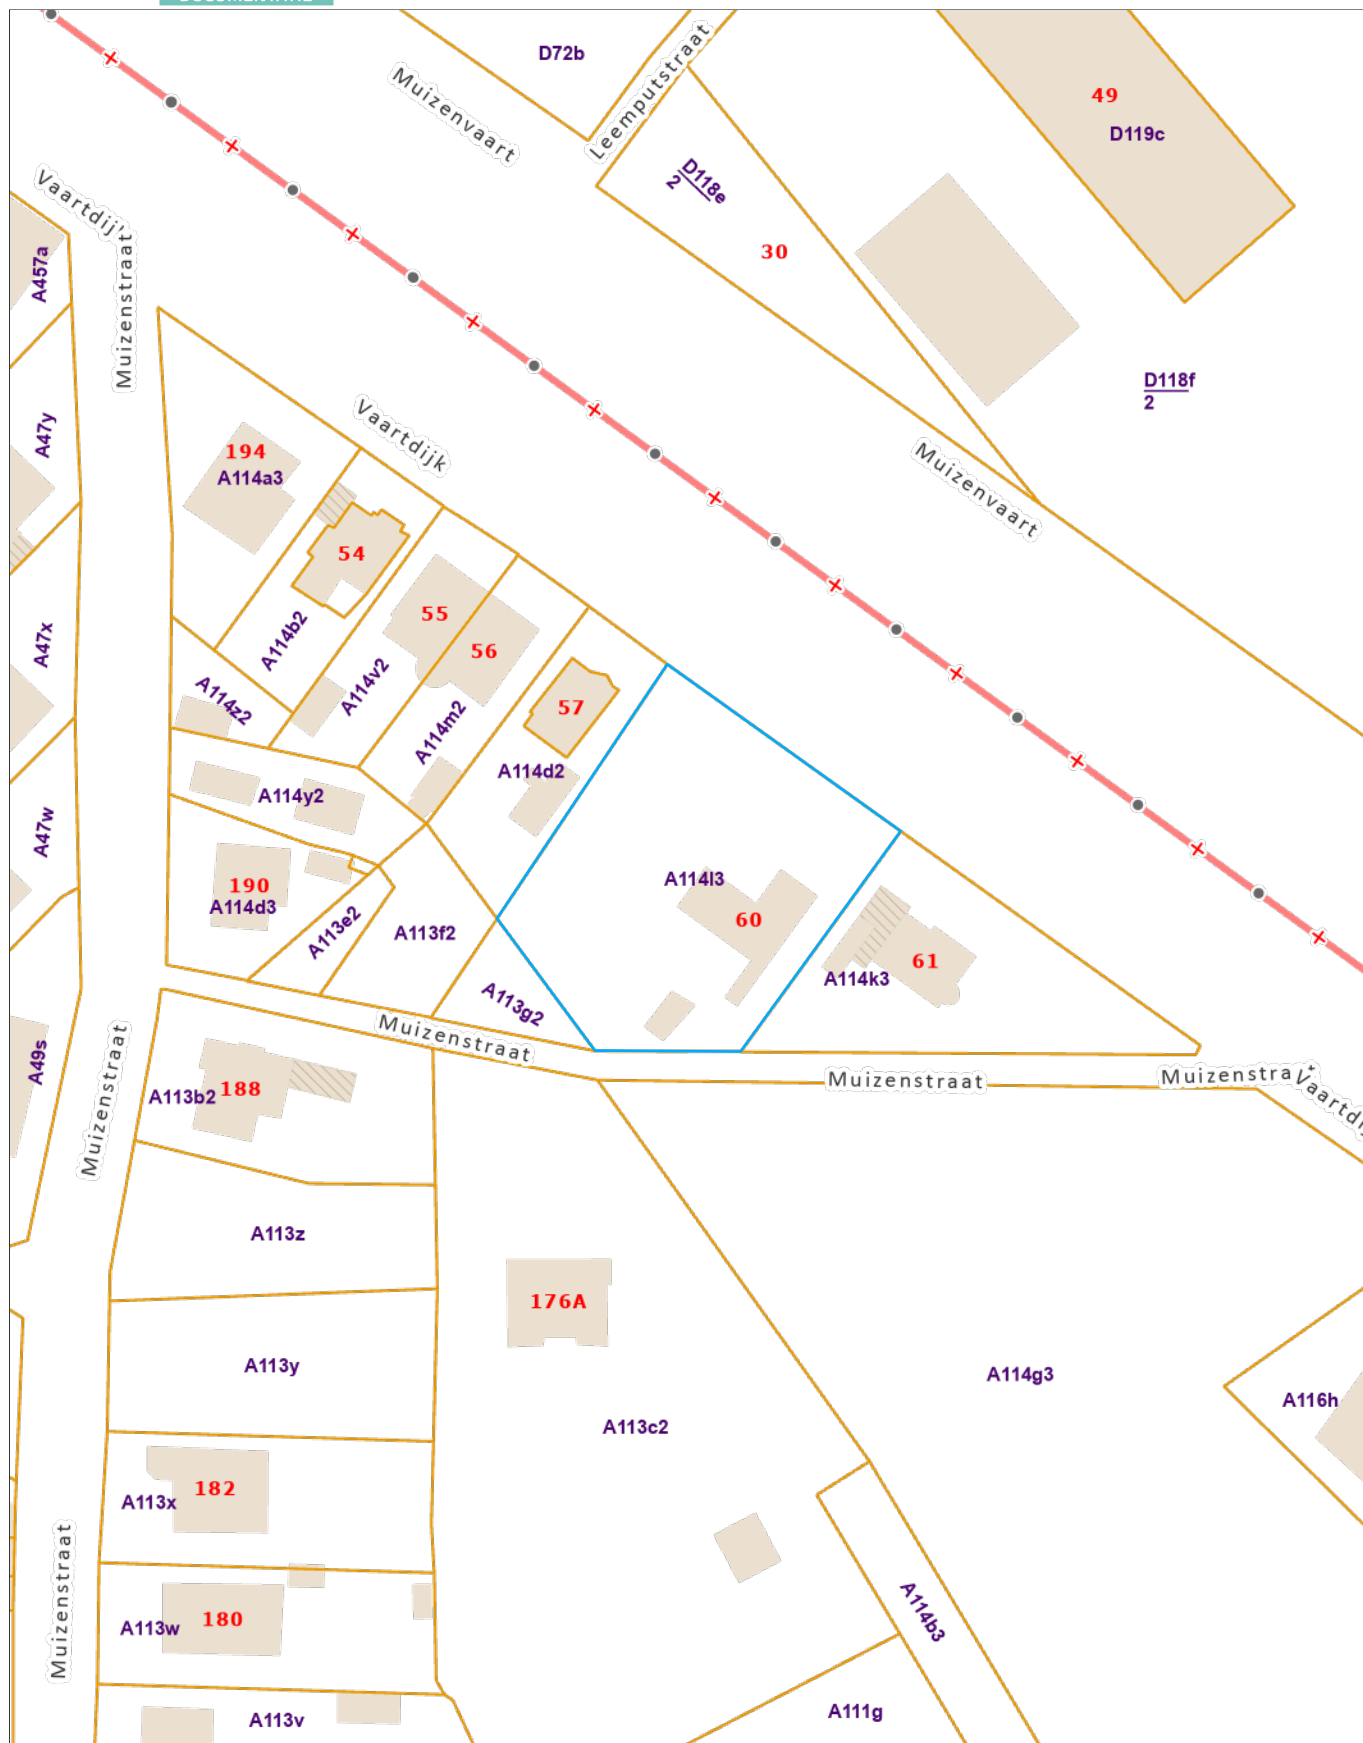 D72b
Leemputstraat
Muizenvaart
49
D119c
D118e
2
30
Vaartdijk
Muizenstraat
A457a
D118f
2
A47y
Vaartdijk
194
A114a3
Muizenvaart
54
A114b2
55
56
A47x
A114v2
A114z2
A114m2
57
A114d2
A114y2
A47w
A114l3
190
A114d3
60
A113e2
A113f2
61
A114k3
A113g2
Muizenstraat
A49s
Muizenstraat
188
A113b2
Muizenstraat
Muizenstra
Vaartdij
A113z
176A
A113y
A114g3
A116h
A113c2
182
A113x
Muizenstraat
180
A113w
A114b3
A111g
A113v